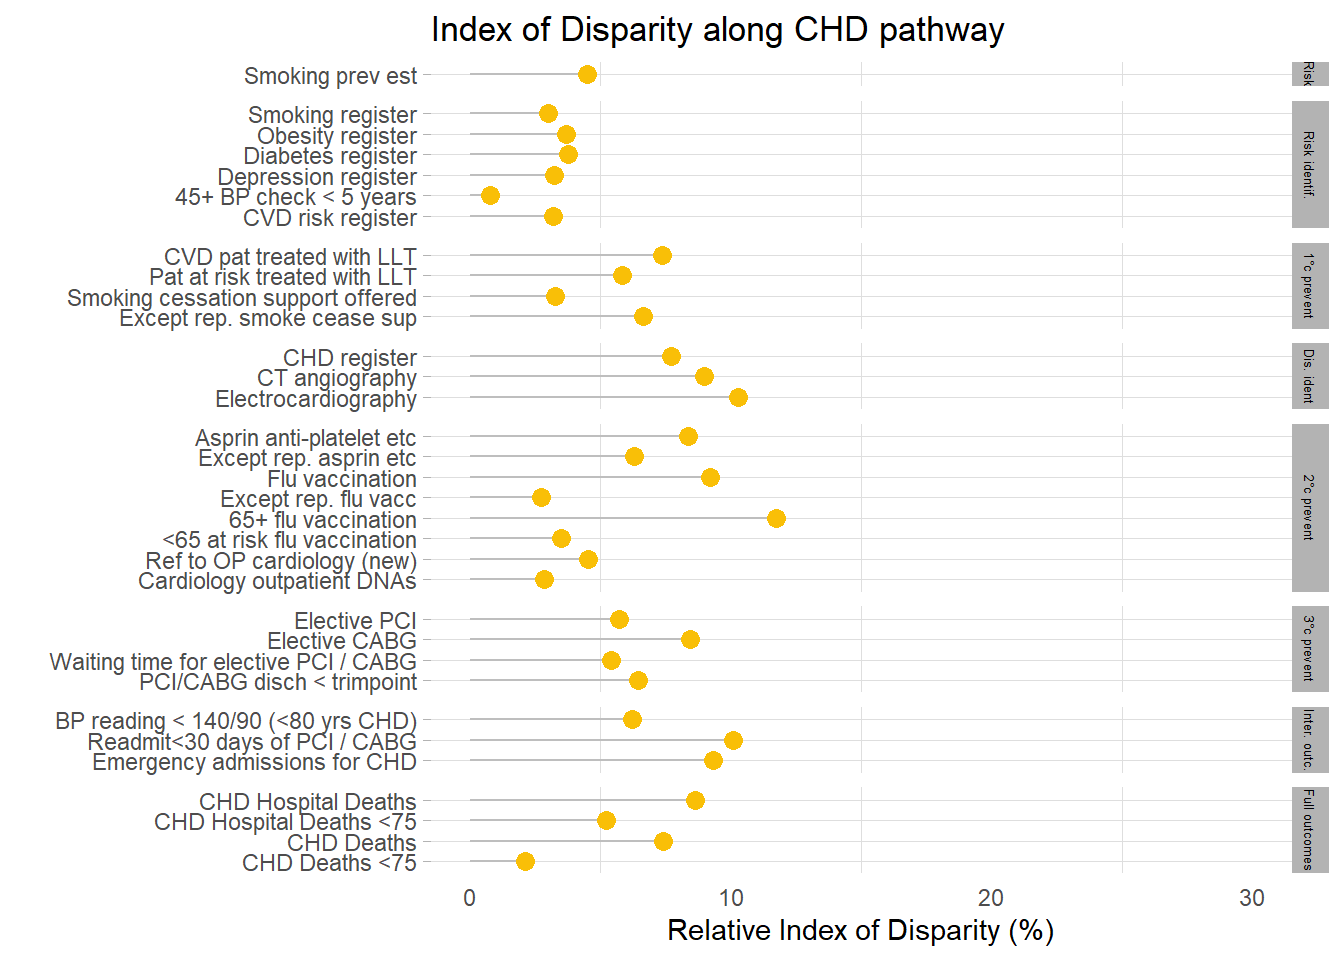 Index of Disparity along CHD pathway
Smoking prev est
Risk
Smoking register
Obesity register
Diabetes register
Depression register
45+ BP check < 5 years
CVD risk register
Risk identif.
CVD pat treated with LLT
Pat at risk treated with LLT
Smoking cessation support offered
Except rep. smoke cease sup
1°c prevent
CHD register
CT angiography
Electrocardiography
Dis. ident
Asprin anti-platelet etc
Except rep. asprin etc
Flu vaccination
Except rep. flu vacc
65+ flu vaccination
<65 at risk flu vaccination
Ref to OP cardiology (new)
Cardiology outpatient DNAs
2°c prevent
Elective PCI
Elective CABG
Waiting time for elective PCI / CABG
PCI/CABG disch < trimpoint
3°c prevent
BP reading < 140/90 (<80 yrs CHD)
Readmit<30 days of PCI / CABG
Emergency admissions for CHD
Inter. outc.
CHD Hospital Deaths
CHD Hospital Deaths <75
CHD Deaths
CHD Deaths <75
Full outcomes
0 10 20 30
Relative Index of Disparity (%)